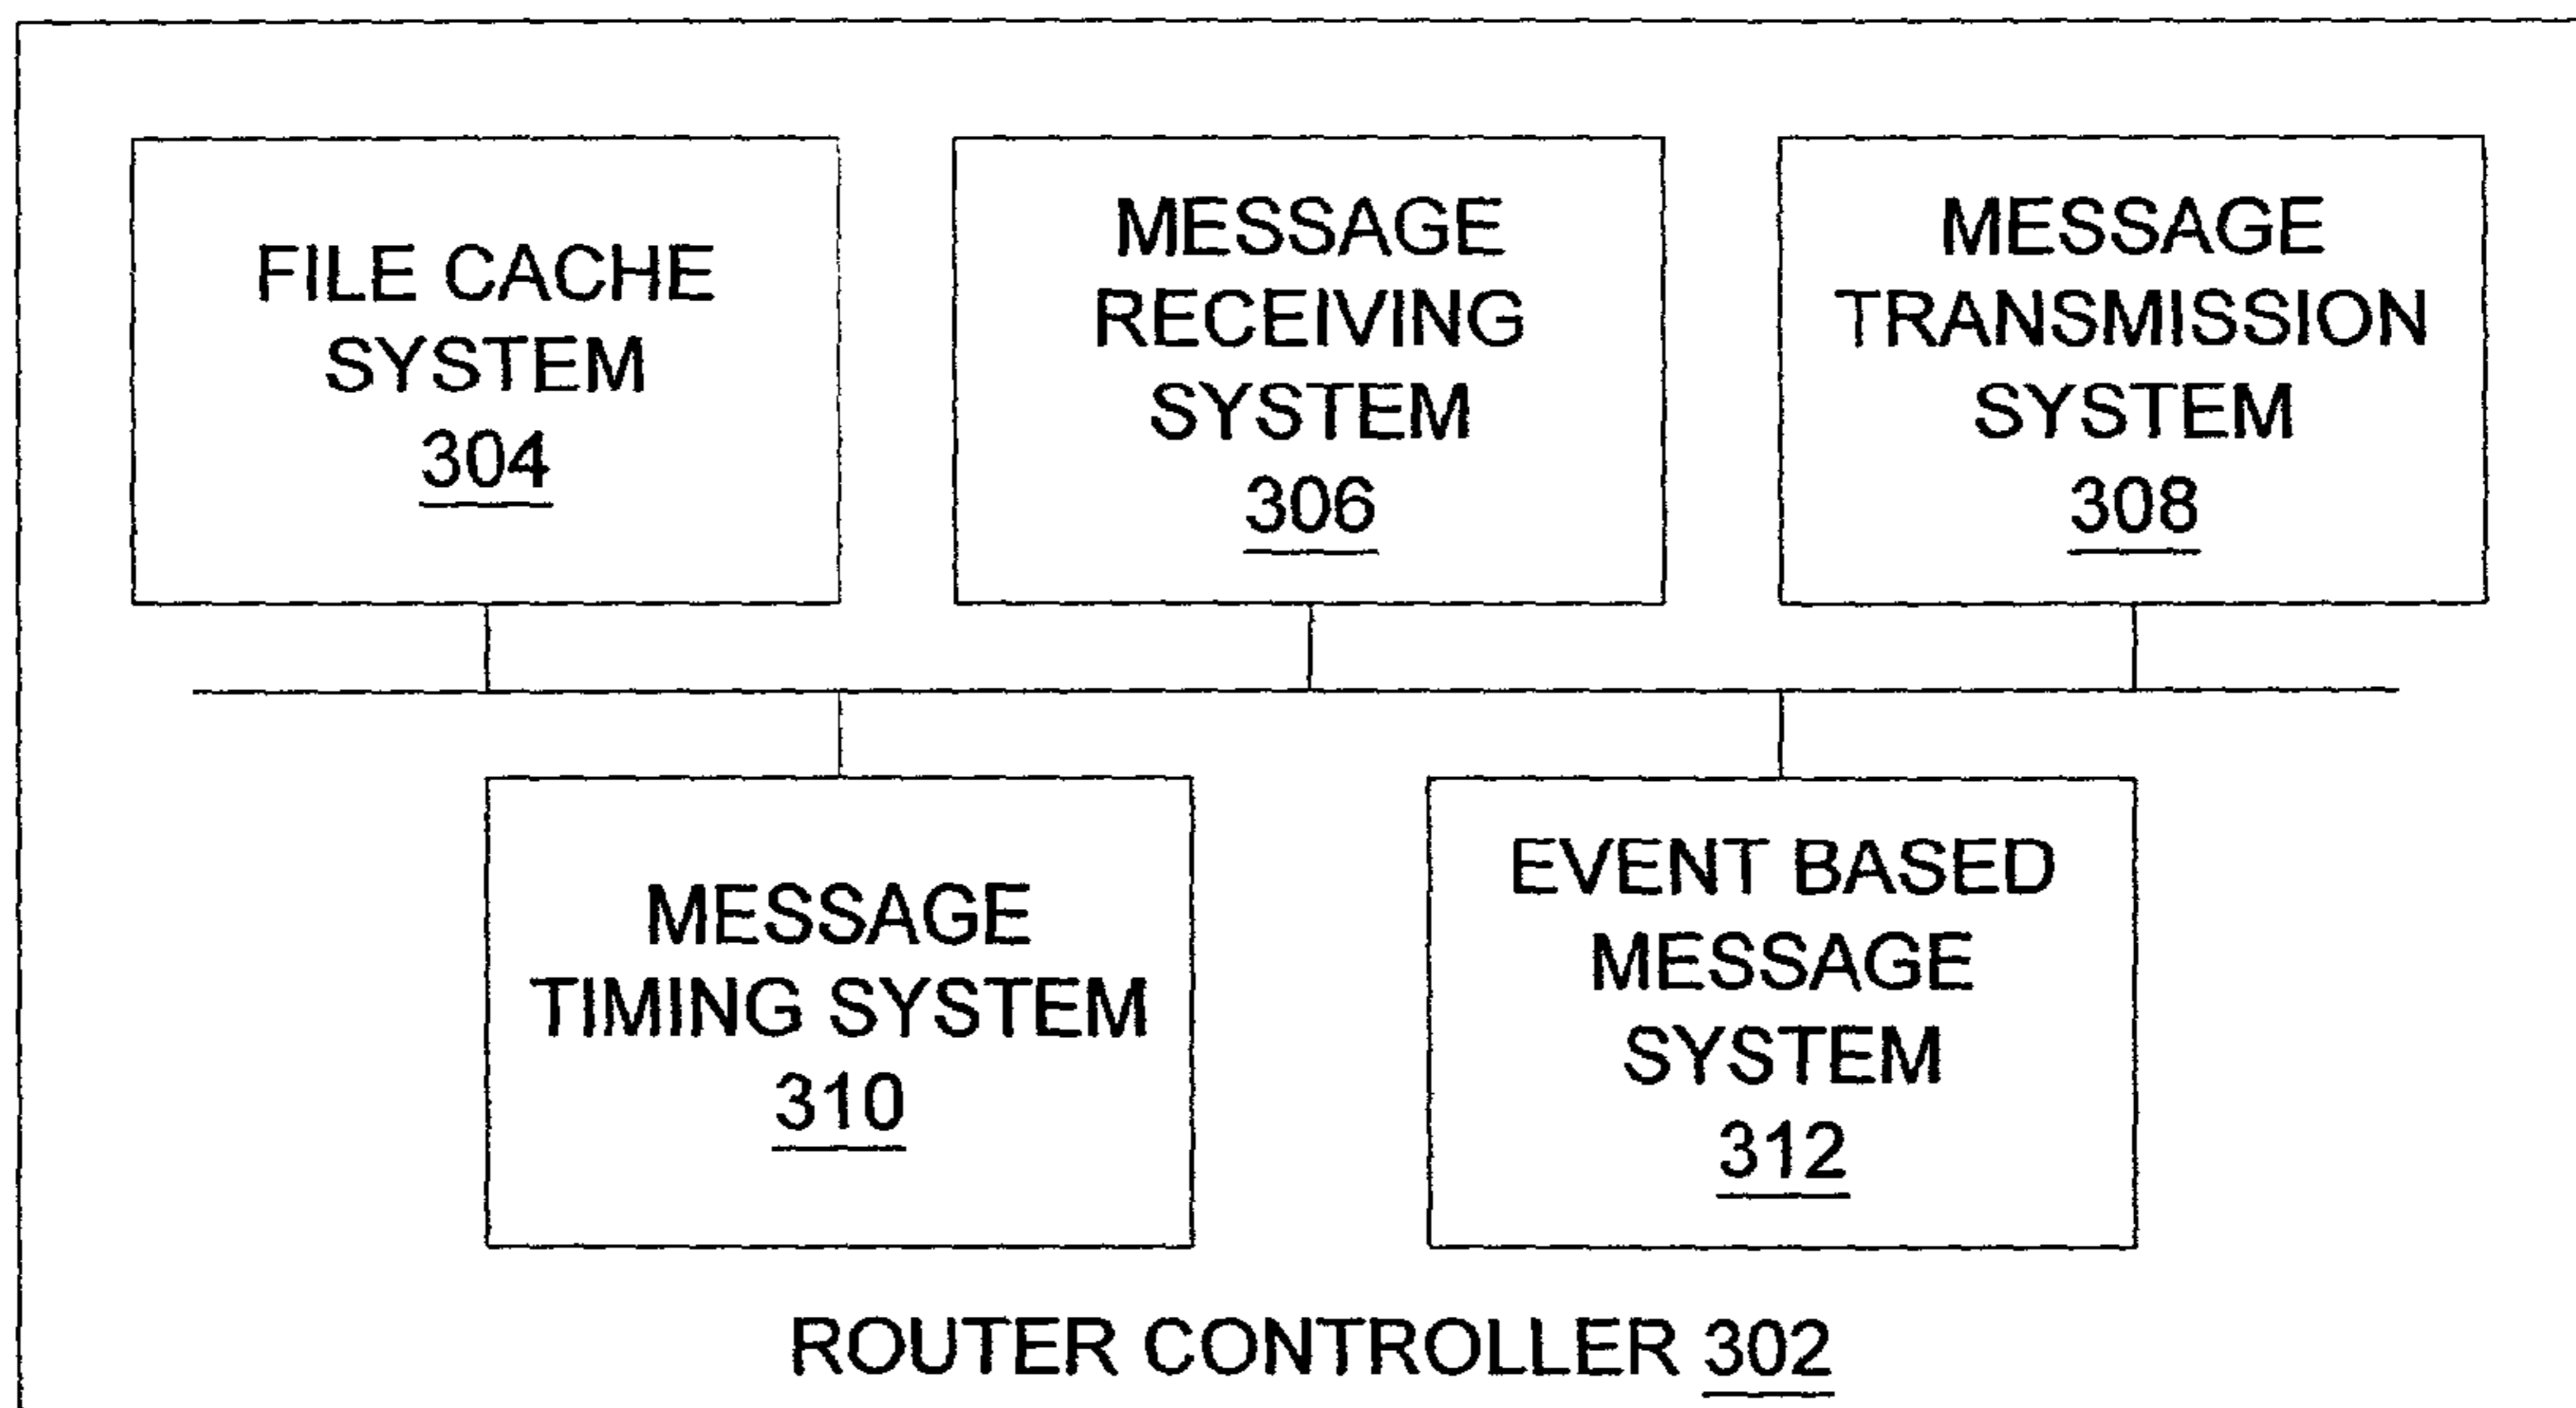 FILE CACHE
SYSTEM
304
MESSAGE
RECEIVING
SYSTEM
306
MESSAGE
TRANSMISSION
SYSTEM
308
MESSAGE
TIMING SYSTEM
310
EVENT BASED
MESSAGE
SYSTEM
312
ROUTER CONTROLLER 302